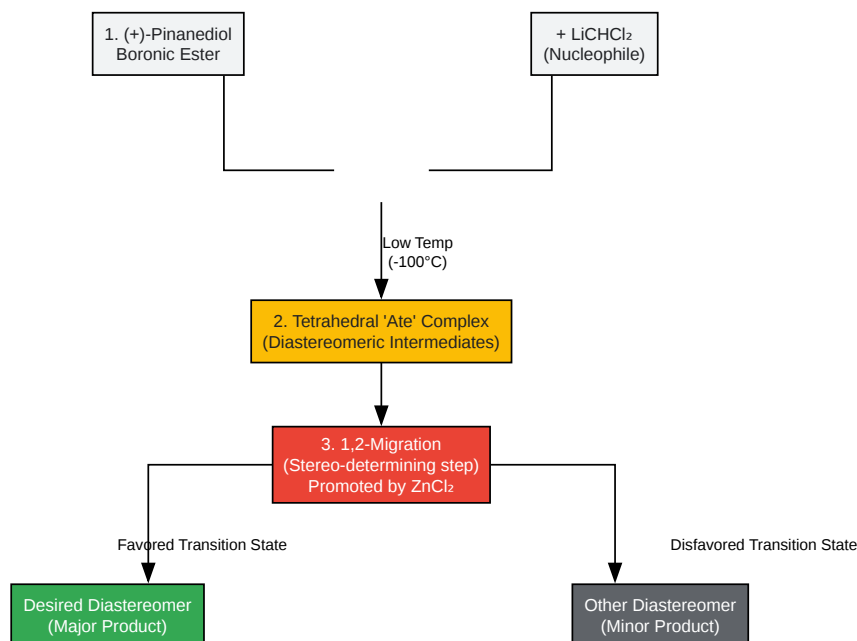 1. (+)-Pinanediol
Boronic Ester
+ LiCHCl₂
(Nucleophile)
Low Temp
(-100°C)
2. Tetrahedral 'Ate' Complex
(Diastereomeric Intermediates)
3. 1,2-Migration
(Stereo-determining step)
Promoted by ZnCl₂
Favored Transition State
Disfavored Transition State
Desired Diastereomer
(Major Product)
Other Diastereomer
(Minor Product)